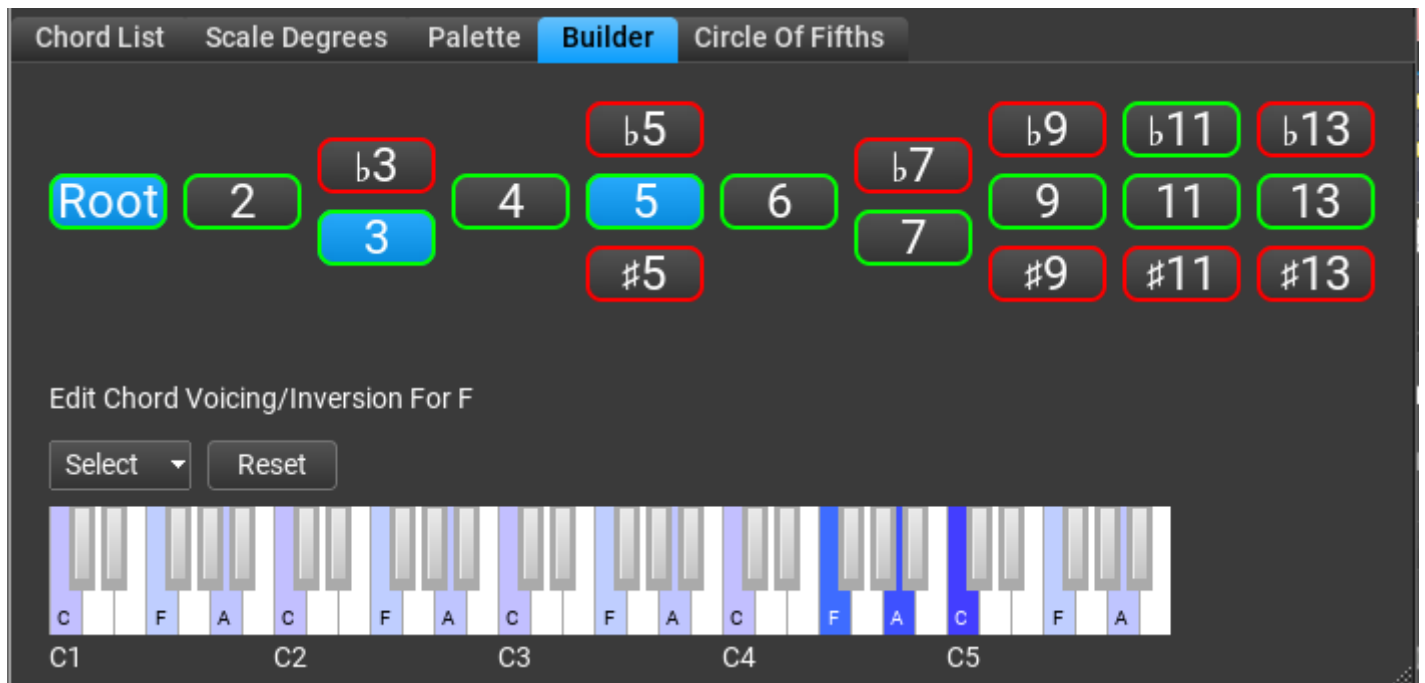 Chord List Scale Degrees Palette Builder Circle Of Fifths
♭5 ♭9 ♭11 ♭13
♭3 ♭7
Root 2 4 5 6 9 11 13
3 7
♯5 ♯9 ♯11 ♯13
Edit Chord Voicing/Inversion For F
Select Reset
C F A C F A C F A C F A C F A
C1 C2 C3 C4 C5